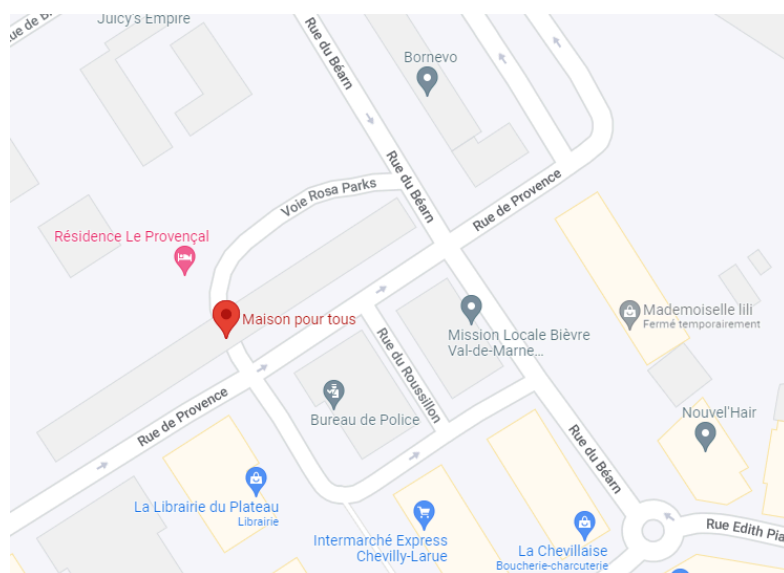 Juicy's Empire
Rue du Béarn
Bornevo
Rue du Béarn
Voie Rosa Parks
Rue de Provence
Résidence Le Provençal
Maison pour tous
Mademoiselle lili
Fermé temporairement
Mission Locale Bièvre
Val-de-Marne...
Rue du Roussillon
Bureau de Police
Rue de Provence
Nouvel'Hair
Rue du Béarn
La Librairie du Plateau
Librairie
Intermarché Express
Chevilly-Larue
La Chevillaise
Boucherie-charcuterie
Rue Edith Pia